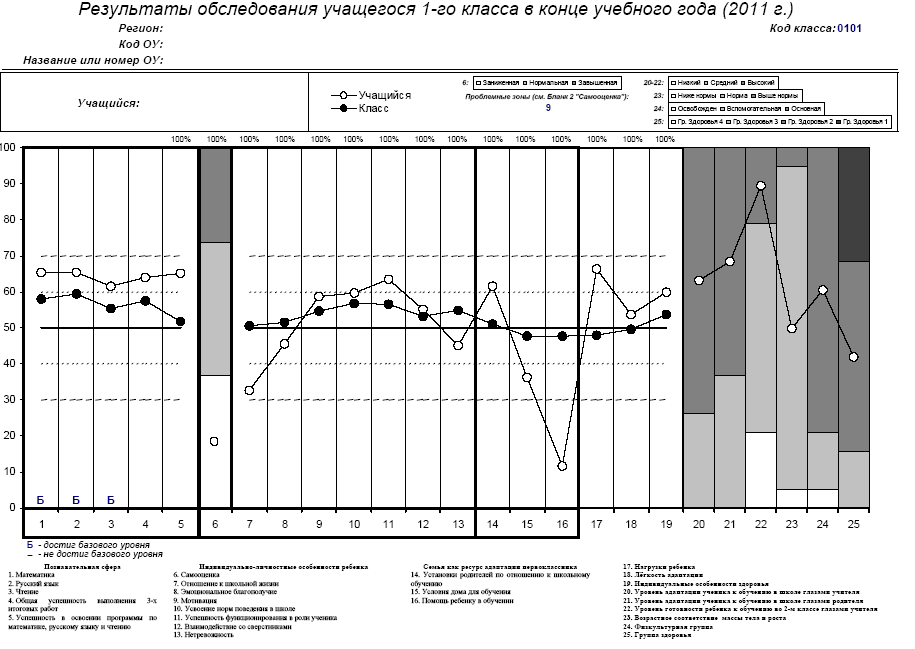 Результаты обследования учащегося 1-го класса в конце учебного года (2011 г.)
Регион:
Код класса: 0101
Код ОУ:
Название или номер ОУ:
Учащийся:
Учащийся
Класс
6: Заниженная Нормальная Завышенная
Проблемные зоны (см. Бланк 2 "Самооценка"):
9
20-22: Низкий Средний Высокий
23: Ниже нормы Норма Выше нормы
24: Освобожден Вспомогательная Основная
25: Гр. Здоровья 4 Гр. Здоровья 3 Гр. Здоровья 2 Гр. Здоровья 1
100% 100% 100% 100% 100% 100% 100% 100% 100% 100% 100% 100% 100% 100% 100%
100
90
80
70
60
50
40
30
20
10
0
Б Б Б
1 2 3 4 5 6 7 8 9 10 11 12 13 14 15 16 17 18 19 20 21 22 23 24 25
Б - достиг базового уровня
– - не достиг базового уровня
Познавательная сфера
1. Математика
2. Русский язык
3. Чтение
4. Общая успешность выполнения 3-х
итоговых работ
5. Успешность в освоении программы по
математике, русскому языку и чтению
Индивидуально-личностные особенности ребенка
6. Самооценка
7. Отношение к школьной жизни
8. Эмоциональное благополучие
9. Мотивация
10. Усвоение норм поведения в школе
11. Успешность функционирования в роли ученика
12. Взаимодействие со сверстниками
13. Нетревожность
Семья как ресурс адаптации первоклассника
14. Установки родителей по отношению к школьному
обучению
15. Условия дома для обучения
16. Помощь ребенку в обучении
17. Нагрузки ребенка
18. Лёгкость адаптации
19. Индивидуальные особенности здоровья
20. Уровень адаптации ученика к обучению в школе глазами учителя
21. Уровень адаптации ученика к обучению в школе глазами родителя
22. Уровень готовности ребенка к обучению во 2-м классе глазами учителя
23. Возрастное соответствие массы тела и роста
24. Физкультурная группа
25. Группа здоровья